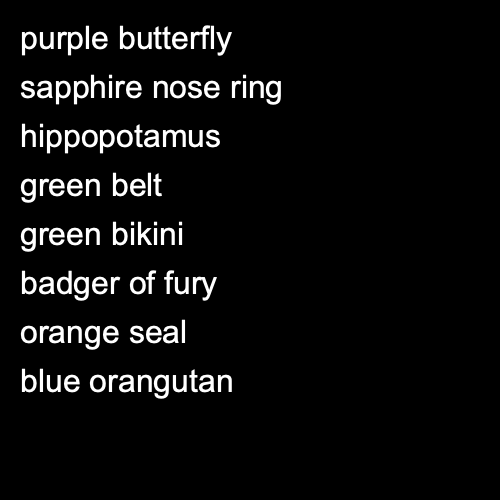 purple butterfly
sapphire nose ring
hippopotamus
green belt
green bikini
badger of fury
orange seal
blue orangutan